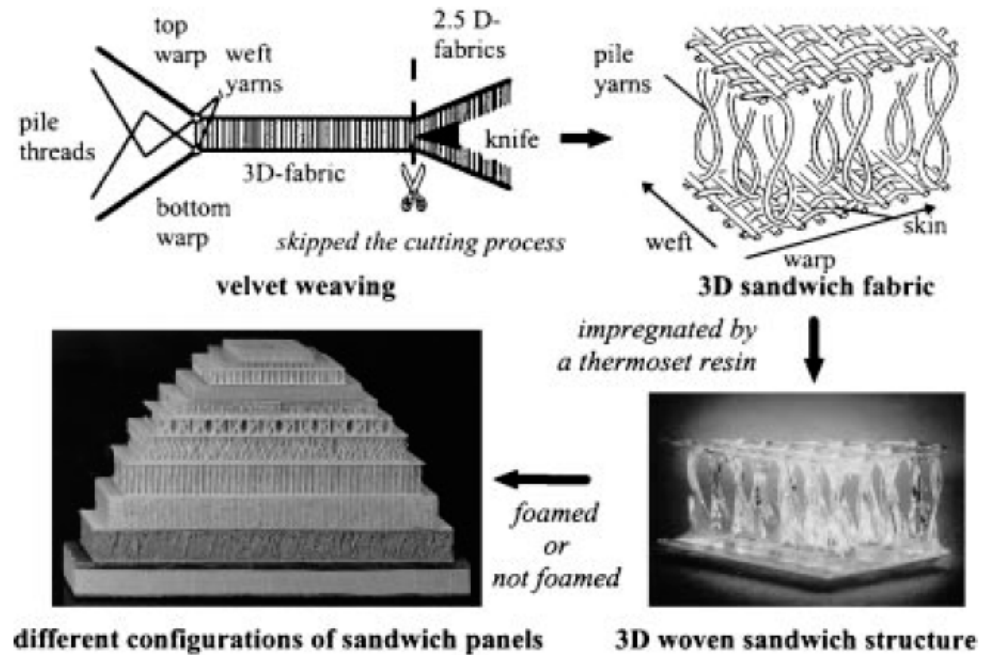 top
warp
weft
yarns
2.5 D-
fabrics
pile
threads
3D-fabric
knife
bottom
warp
skipped the cutting process
velvet weaving
pile
yarns
weft
warp
skin
3D sandwich fabric
impregnated by
a thermoset resin
foamed
or
not foamed
different configurations of sandwich panels
3D woven sandwich structure